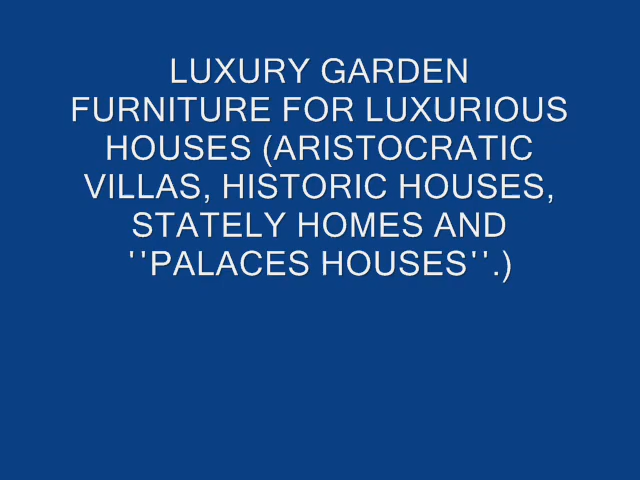 LUXURY GARDEN
FURNITURE FOR LUXURIOUS
HOUSES (ARISTOCRATIC
VILLAS, HISTORIC HOUSES,
STATELY HOMES AND
''PALACES HOUSES''.)